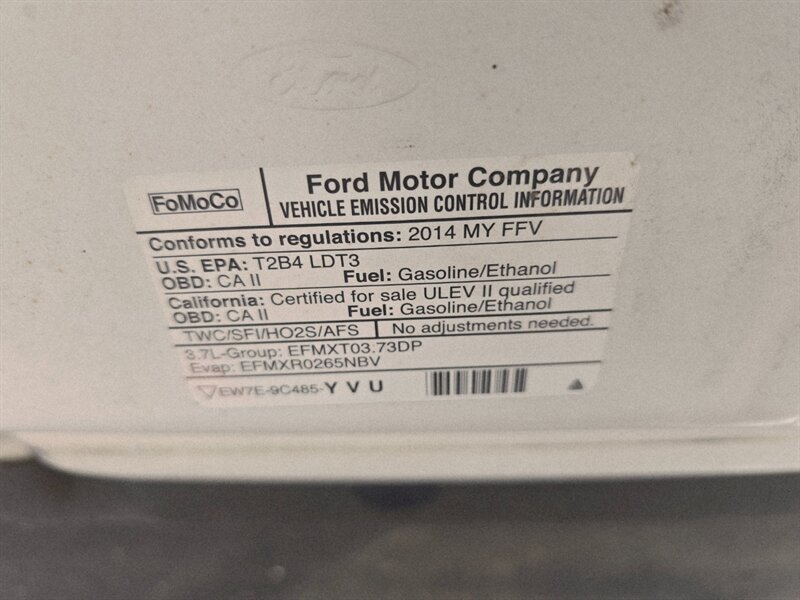 Ford
FoMoCo
Ford Motor Company
VEHICLE EMISSION CONTROL INFORMATION
Conforms to regulations: 2014 MY FFV
U.S. EPA: T2B4 LDT3
OBD: CA II Fuel: Gasoline/Ethanol
California: Certified for sale ULEV II qualified
OBD: CA II Fuel: Gasoline/Ethanol
TWC/SFI/HO2S/AFS No adjustments needed.
3.7L-Group: EFMXT03.73DP
Evap: EFMXR0265NBV
EW7E-9C485-Y V U